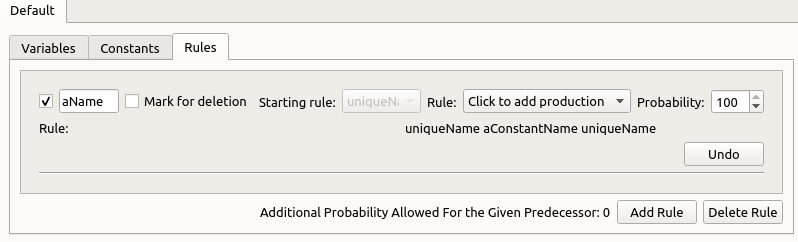 Default
Variables Constants Rules
aName Mark for deletion Starting rule: uniqueNa Rule: Click to add production Probability: 100
Rule: uniqueName aConstantName uniqueName
Undo
Additional Probability Allowed For the Given Predecessor: 0 Add Rule Delete Rule